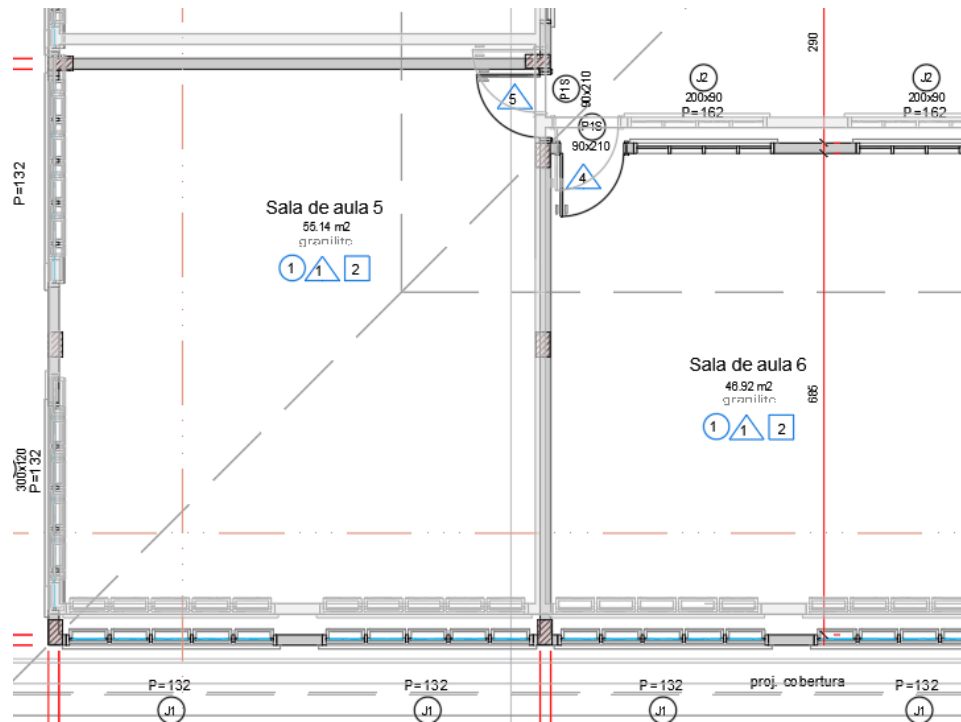 290
J2
200x90
P=162
J2
200x90
P=162
P1S
90x210
5
P1S
90x210
4
P=132
Sala de aula 5
55.14 m2
granilite
1
1
2
Sala de aula 6
46.92 m2
granilite
1
1
2
685
300x120
P=132
P=132
J1
P=132
J1
P=132
J1
proj. cobertura
P=132
J1